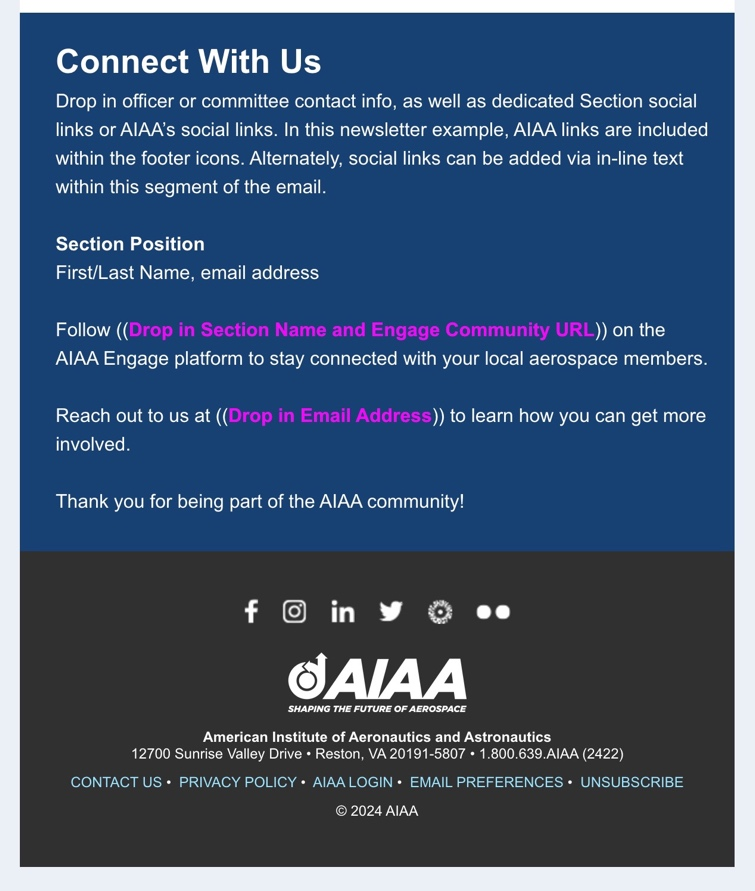 Connect With Us
Drop in officer or committee contact info, as well as dedicated Section social
links or AIAA’s social links. In this newsletter example, AIAA links are included
within the footer icons. Alternately, social links can be added via in-line text
within this segment of the email.
Section Position
First/Last Name, email address
Follow ((Drop in Section Name and Engage Community URL)) on the
AIAA Engage platform to stay connected with your local aerospace members.
Reach out to us at ((Drop in Email Address)) to learn how you can get more
involved.
Thank you for being part of the AIAA community!
AIAA
SHAPING THE FUTURE OF AEROSPACE
American Institute of Aeronautics and Astronautics
12700 Sunrise Valley Drive • Reston, VA 20191-5807 • 1.800.639.AIAA (2422)
CONTACT US • PRIVACY POLICY • AIAA LOGIN • EMAIL PREFERENCES • UNSUBSCRIBE
© 2024 AIAA